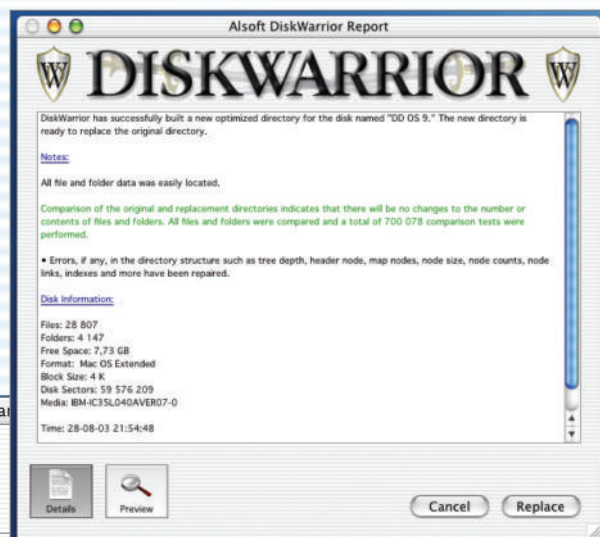 Alsoft DiskWarrior Report
W DISKWARRIOR W
DiskWarrior has successfully built a new optimized directory for the disk named "DD OS 9." The new directory is
ready to replace the original directory.
Notes:
All file and folder data was easily located.
Comparison of the original and replacement directories indicates that there will be no changes to the number or
contents of files and folders. All files and folders were compared and a total of 700 078 comparison tests were
performed.
• Errors, if any, in the directory structure such as tree depth, header node, map nodes, node size, node counts, node
links, indexes and more have been repaired.
Disk Information:
Files: 28 807
Folders: 4 147
Free Space: 7,73 GB
Format: Mac OS Extended
Block Size: 4 K
Disk Sectors: 59 576 209
Media: IBM-IC35L040AVER07-0
Time: 28-08-03 21:54:48
Details
Preview
Cancel
Replace